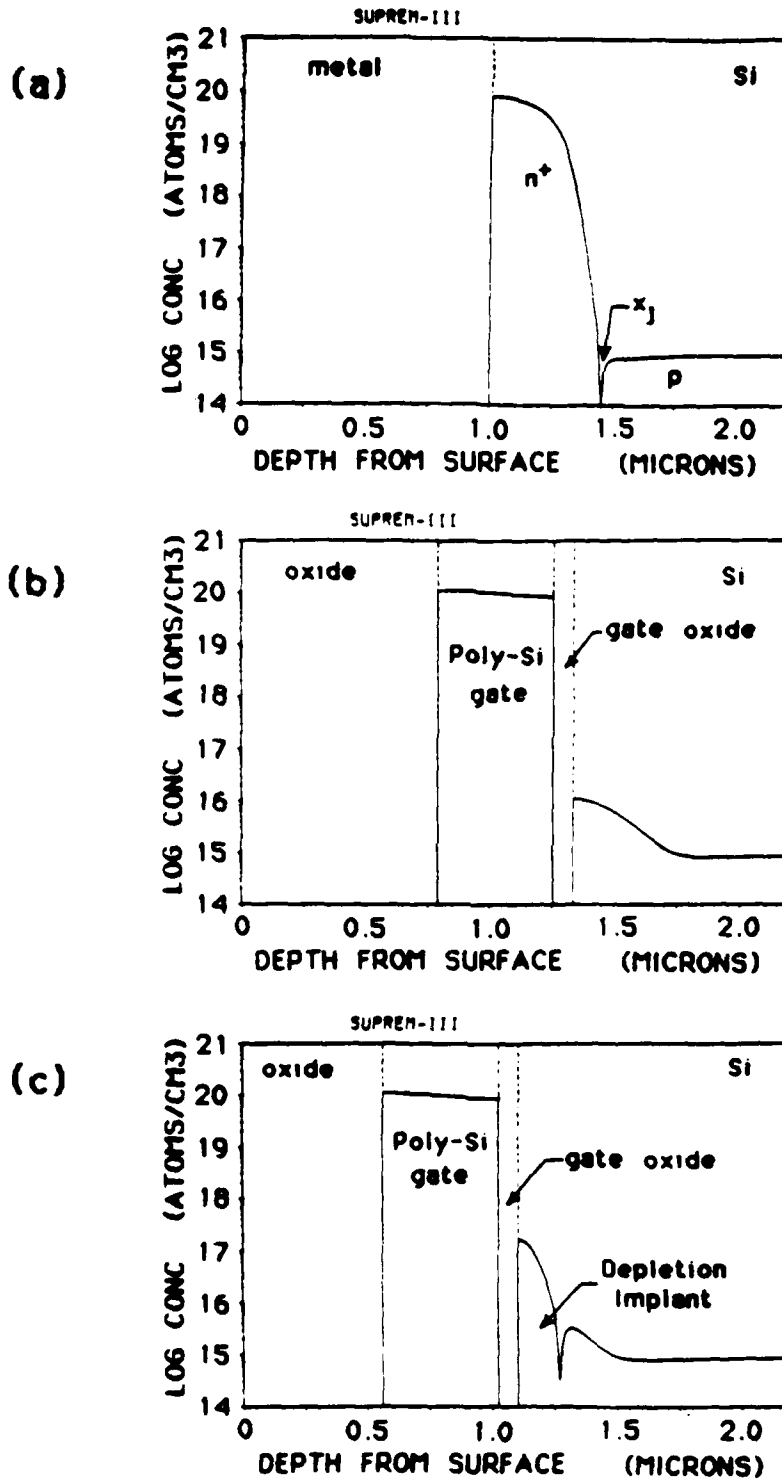 SUPREM-III
(a)
LOG CONC (ATOMS/CM3)
21
20
19
18
17
16
15
14
metal
Si
n+
xj
p
0 0.5 1.0 1.5 2.0
DEPTH FROM SURFACE (MICRONS)
SUPREM-III
(b)
LOG CONC (ATOMS/CM3)
21
20
19
18
17
16
15
14
oxide
Si
gate oxide
Poly-Si
gate
0 0.5 1.0 1.5 2.0
DEPTH FROM SURFACE (MICRONS)
SUPREM-III
(c)
LOG CONC (ATOMS/CM3)
21
20
19
18
17
16
15
14
oxide
Si
Poly-Si
gate
gate oxide
Depletion
Implant
0 0.5 1.0 1.5 2.0
DEPTH FROM SURFACE (MICRONS)